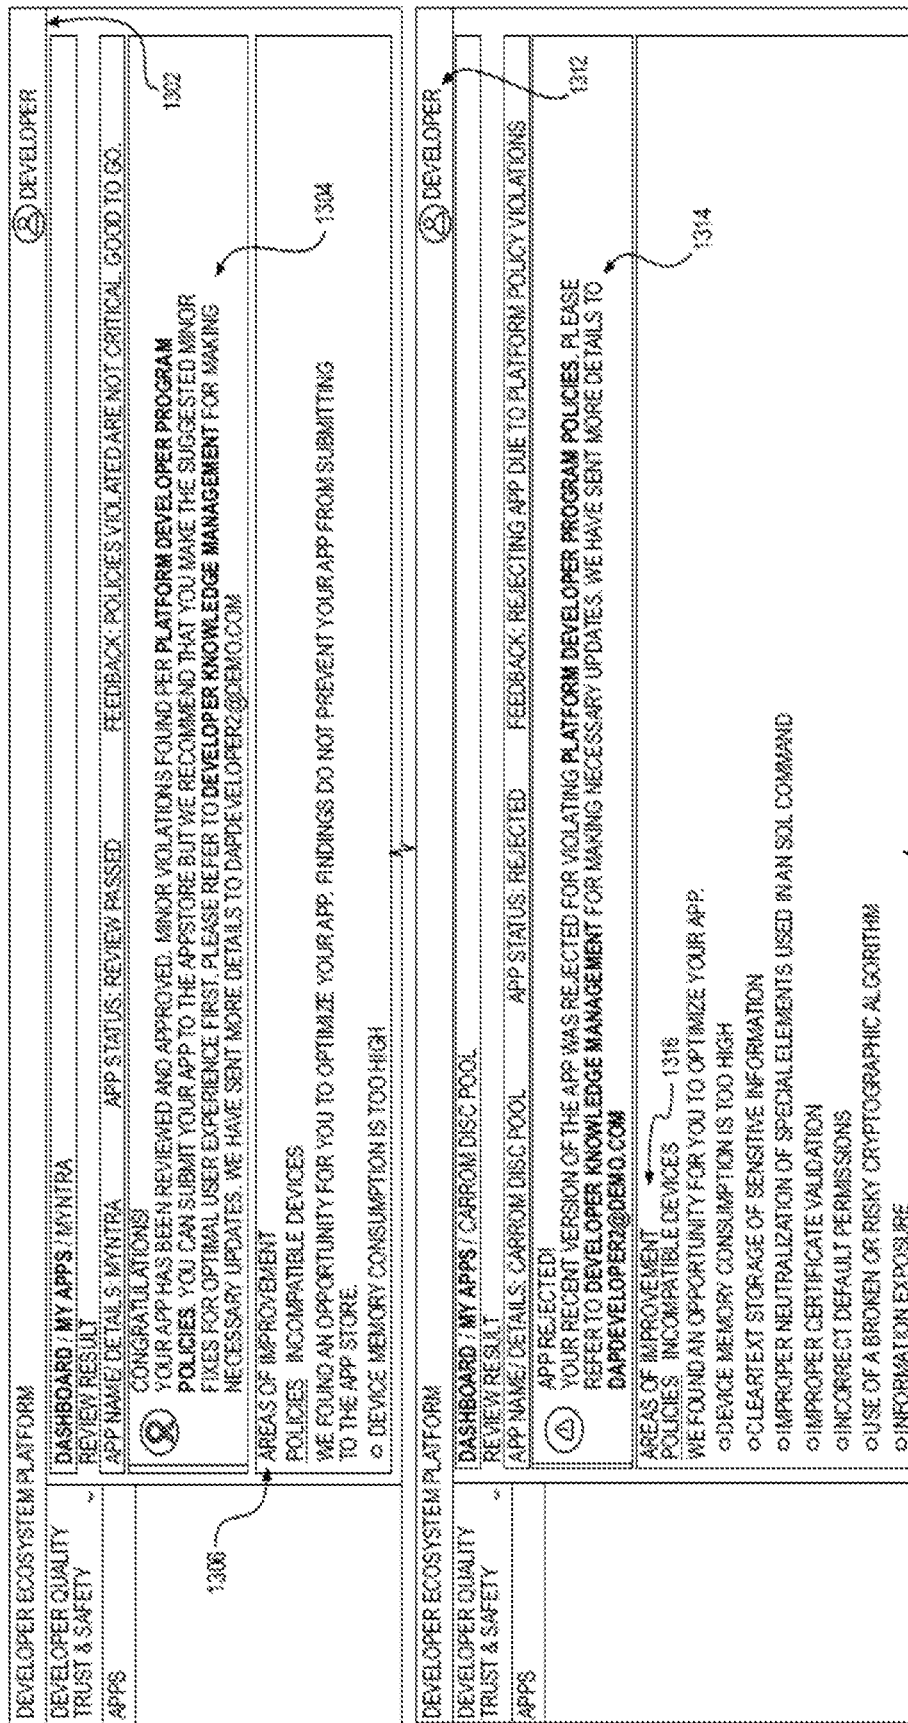 DEVELOPER ECOSYSTEM PLATFORM
DEVELOPER
1302
DEVELOPER QUALITY
TRUST & SAFETY
APPS
DASHBOARD / MY APPS / MYNTRA
REVIEW RESULT
APP NAME/ DETAILS: MYNTRA APP STATUS: REVIEW PASSED FEEDBACK: POLICIES VIOLATED ARE NOT CRITICAL. GOOD TO GO.
CONGRATULATIONS!
YOUR APP HAS BEEN REVIEWED AND APPROVED. MINOR VIOLATIONS FOUND PER PLATFORM DEVELOPER PROGRAM
POLICIES. YOU CAN SUBMIT YOUR APP TO THE APPSTORE BUT WE RECOMMEND THAT YOU MAKE THE SUGGESTED MINOR
FIXES FOR OPTIMAL USER EXPERIENCE FIRST. PLEASE REFER TO DEVELOPER KNOWLEDGE MANAGEMENT FOR MAKING
NECESSARY UPDATES. WE HAVE SENT MORE DETAILS TO DAPDEVELOPER2@DEMO.COM
1304
1306
AREAS OF IMPROVEMENT
POLICIES INCOMPATIBLE DEVICES
WE FOUND AN OPPORTUNITY FOR YOU TO OPTIMIZE YOUR APP. FINDINGS DO NOT PREVENT YOUR APP FROM SUBMITTING
TO THE APP STORE.
o DEVICE MEMORY CONSUMPTION IS TOO HIGH
DEVELOPER ECOSYSTEM PLATFORM
DEVELOPER
1312
DEVELOPER QUALITY
TRUST & SAFETY
APPS
DASHBOARD / MY APPS / CARROM DISC POOL
REVIEW RESULT
APP NAME/ DETAILS: CARROM DISC POOL APP STATUS: REJECTED FEEDBACK: REJECTING APP DUE TO PLATFORM POLICY VIOLATIONS
APP REJECTED!
YOUR RECENT VERSION OF THE APP WAS REJECTED FOR VIOLATING PLATFORM DEVELOPER PROGRAM POLICIES. PLEASE
REFER TO DEVELOPER KNOWLEDGE MANAGEMENT FOR MAKING NECESSARY UPDATES. WE HAVE SENT MORE DETAILS TO
DAPDEVELOPER2@DEMO.COM
1314
AREAS OF IMPROVEMENT
POLICIES INCOMPATIBLE DEVICES
1316
WE FOUND AN OPPORTUNITY FOR YOU TO OPTIMIZE YOUR APP.
o DEVICE MEMORY CONSUMPTION IS TOO HIGH
o CLEARTEXT STORAGE OF SENSITIVE INFORMATION
o IMPROPER NEUTRALIZATION OF SPECIAL ELEMENTS USED IN AN SQL COMMAND
o IMPROPER CERTIFICATE VALIDATION
o INCORRECT DEFAULT PERMISSIONS
o USE OF A BROKEN OR RISKY CRYPTOGRAPHIC ALGORITHM
o INFORMATION EXPOSURE